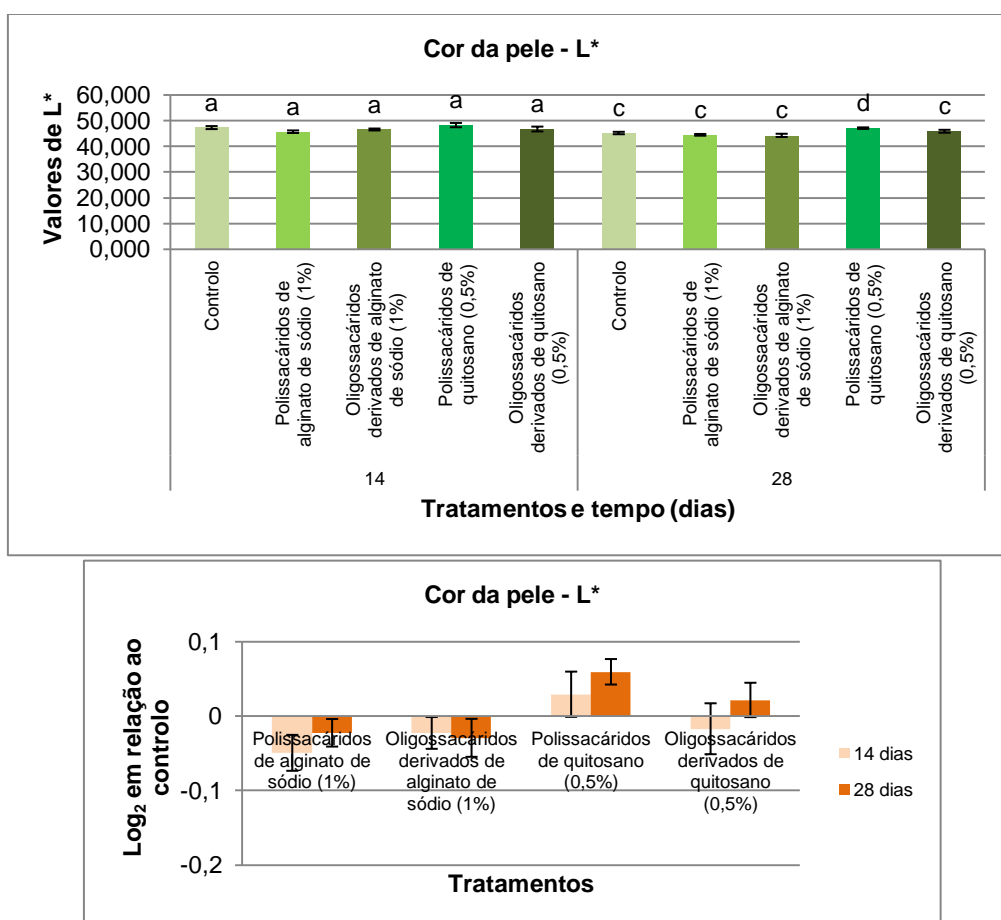 Cor da pele - L*
Valores de L*
60,000
50,000
40,000
30,000
20,000
10,000
0,000
a
a
a
a
a
c
c
c
d
c
Controlo
Polissacáridos de
alginato de sódio (1%)
Oligossacáridos
derivados de alginato
de sódio (1%)
Polissacáridos de
quitosano (0,5%)
Oligossacáridos
derivados de quitosano
(0,5%)
Controlo
Polissacáridos de
alginato de sódio (1%)
Oligossacáridos
derivados de alginato
de sódio (1%)
Polissacáridos de
quitosano (0,5%)
Oligossacáridos
derivados de quitosano
(0,5%)
14
28
Tratamentos e tempo (dias)
Cor da pele - L*
Log₂ em relação ao
controlo
0,1
0
-0,1
-0,2
Polissacáridos
de alginato de
sódio (1%)
Oligossacáridos
derivados de
alginato de
sódio (1%)
Polissacáridos
de quitosano
(0,5%)
Oligossacáridos
derivados de
quitosano
(0,5%)
14 dias
28 dias
Tratamentos